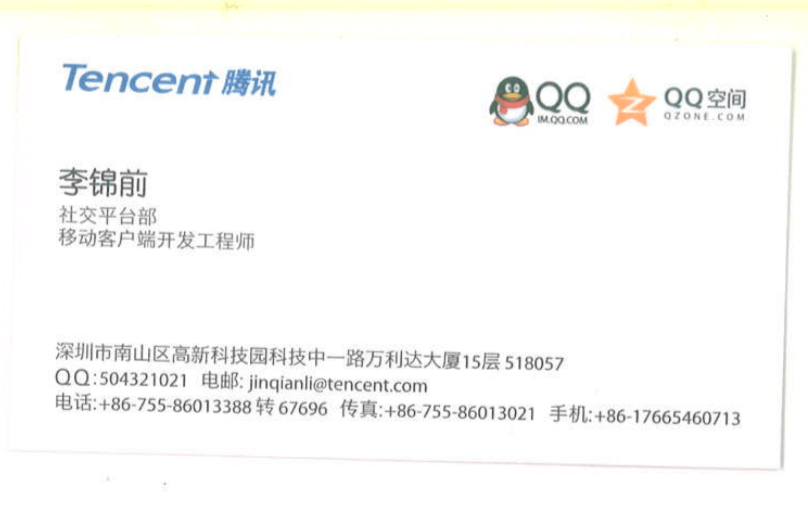 Tencent 腾讯
QQ
IM.QQ.COM
QQ空间
QZONE.COM
李锦前
社交平台部
移动客户端开发工程师
深圳市南山区高新科技园科技中一路万利达大厦15层 518057
QQ:504321021 电邮: jinqianli@tencent.com
电话:+86-755-86013388 转 67696 传真:+86-755-86013021 手机:+86-17665460713